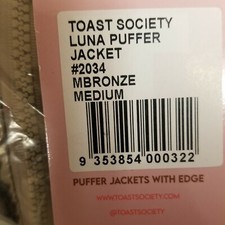 TOAST SOCIETY
LUNA PUFFER
JACKET
#2034
MBRONZE
MEDIUM
9 353854 000322
PUFFER JACKETS WITH EDGE
WWW.TOASTSOCIETY.COM
@TOASTSOCIETY